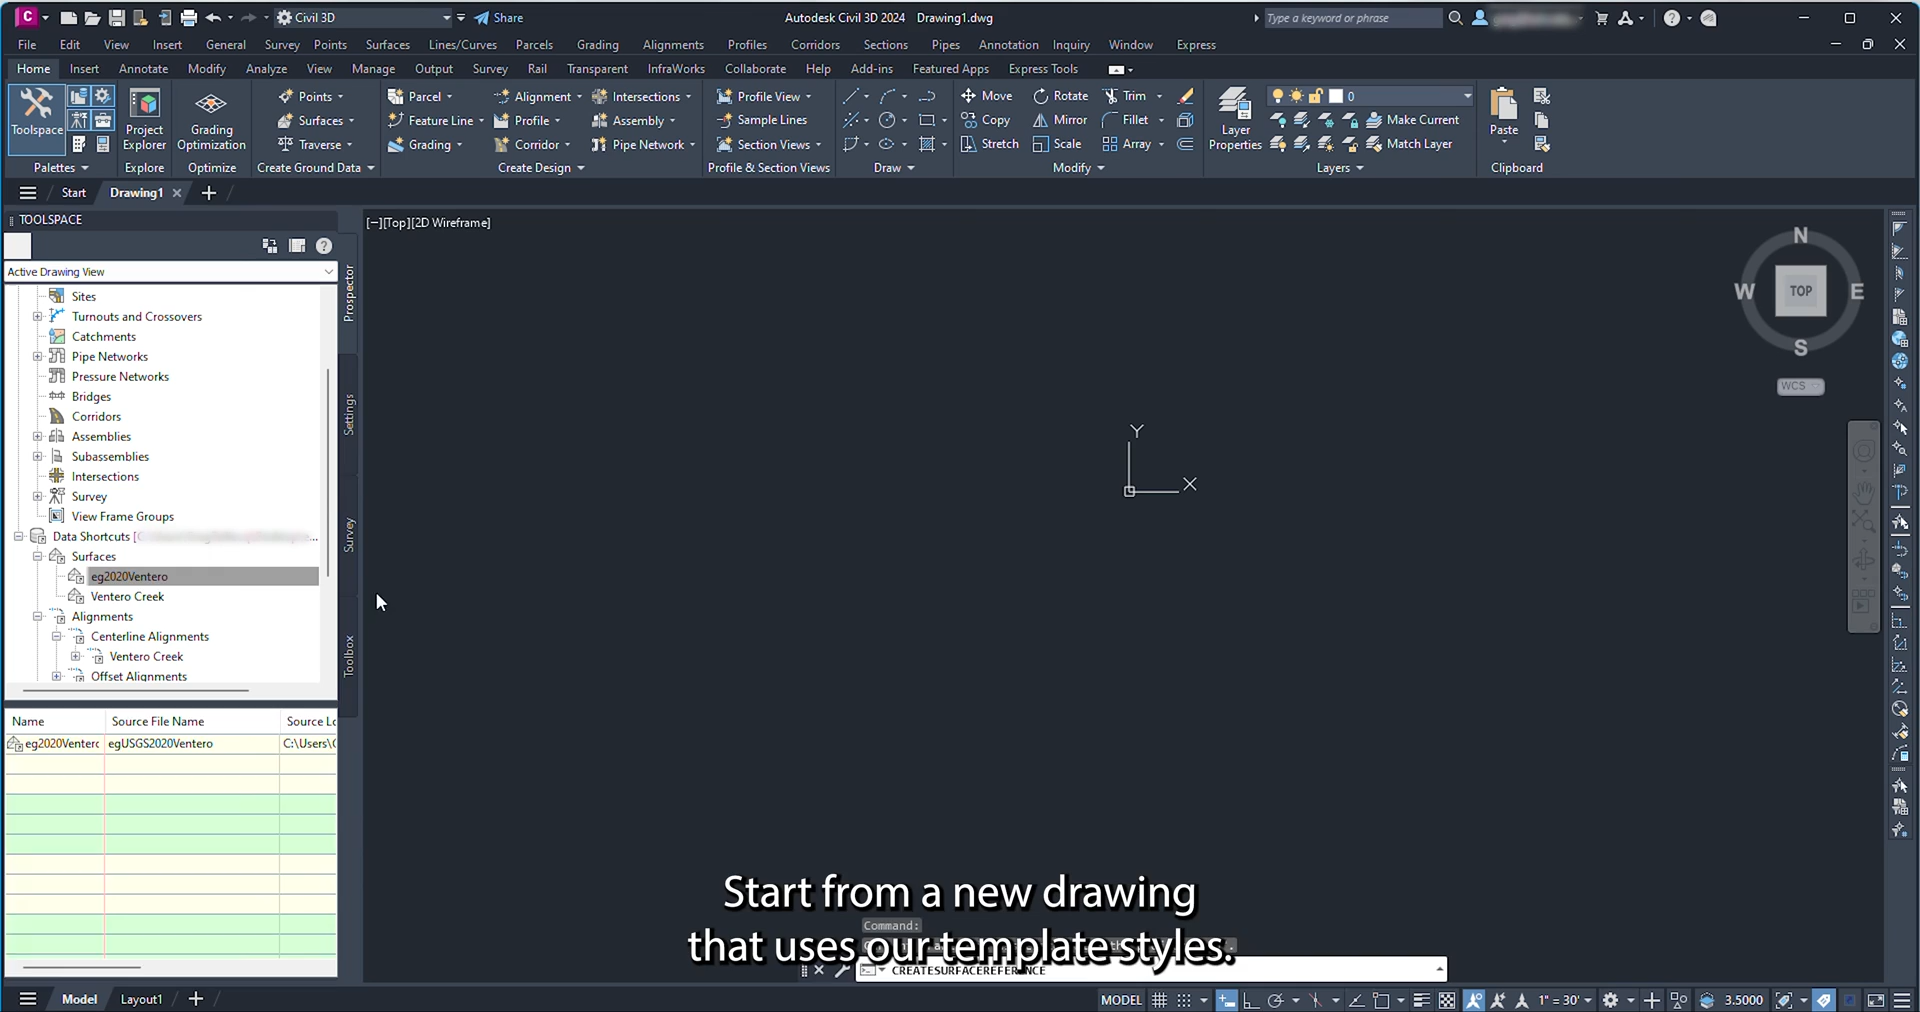 Civil 3D
Share
Autodesk Civil 3D 2024 Drawing1.dwg
Type a keyword or phrase
File Edit View Insert General Survey Points Surfaces Lines/Curves Parcels Grading Alignments Profiles Corridors Sections Pipes Annotation Inquiry Window Express
Home Insert Annotate Modify Analyze View Manage Output Survey Rail Transparent InfraWorks Collaborate Help Add-ins Featured Apps Express Tools
Points Parcel Alignment Intersections Profile View Move Rotate Trim 0
Surfaces Feature Line Profile Assembly Sample Lines Copy Mirror Fillet Make Current
Traverse Grading Corridor Pipe Network Section Views Stretch Scale Array Match Layer
Toolspace
Project Explorer
Grading Optimization
Layer Properties
Paste
Palettes Explore Optimize Create Ground Data Create Design Profile & Section Views Draw Modify Layers Clipboard
Start Drawing1
TOOLSPACE
[−][Top][2D Wireframe]
Active Drawing View
Sites
Turnouts and Crossovers
Catchments
Pipe Networks
Pressure Networks
Bridges
Corridors
Assemblies
Subassemblies
Intersections
Survey
View Frame Groups
Data Shortcuts [
...
Surfaces
eg2020Ventero
Ventero Creek
Alignments
Centerline Alignments
Ventero Creek
Offset Alignments
Prospector
Settings
Survey
Toolbox
N
W TOP E
S
WCS
Y
X
Name Source File Name Source Lo
eg2020Ventero egUSGS2020Ventero C:\Users\
Start from a new drawing
Command:
that uses our template styles.
CREATESURFACEREFERENCE
Model Layout1
MODEL 1" = 30' 3.5000